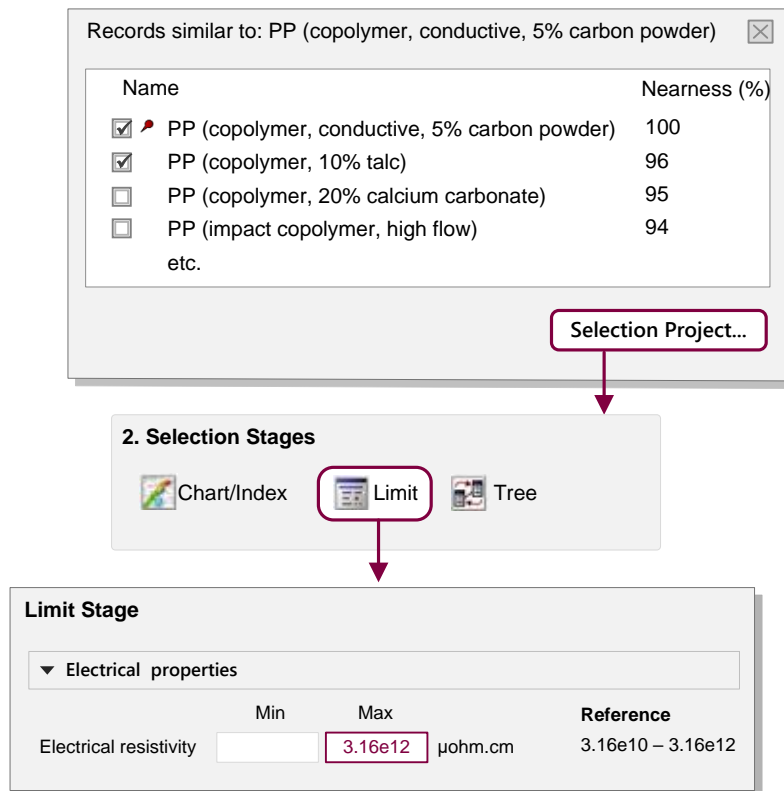 Records similar to: PP (copolymer, conductive, 5% carbon powder)
Name Nearness (%)
PP (copolymer, conductive, 5% carbon powder) 100
PP (copolymer, 10% talc) 96
PP (copolymer, 20% calcium carbonate) 95
PP (impact copolymer, high flow) 94
etc.
Selection Project...
2. Selection Stages
Chart/Index Limit Tree
Limit Stage
Electrical properties
Min Max Reference
Electrical resistivity 3.16e12 µohm.cm 3.16e10 – 3.16e12